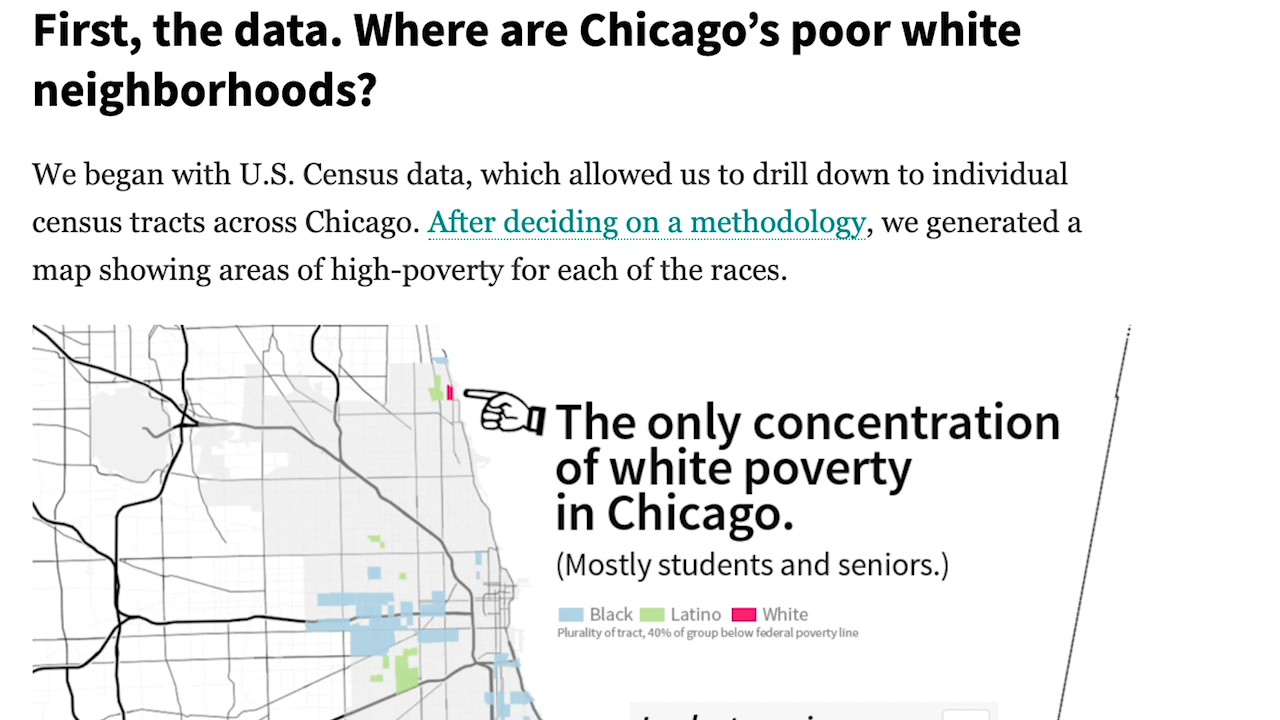 First, the data. Where are Chicago’s poor white
neighborhoods?
We began with U.S. Census data, which allowed us to drill down to individual
census tracts across Chicago. After deciding on a methodology, we generated a
map showing areas of high-poverty for each of the races.
The only concentration
of white poverty
in Chicago.
(Mostly students and seniors.)
Black Latino White
Plurality of tract, 40% of group below federal poverty line